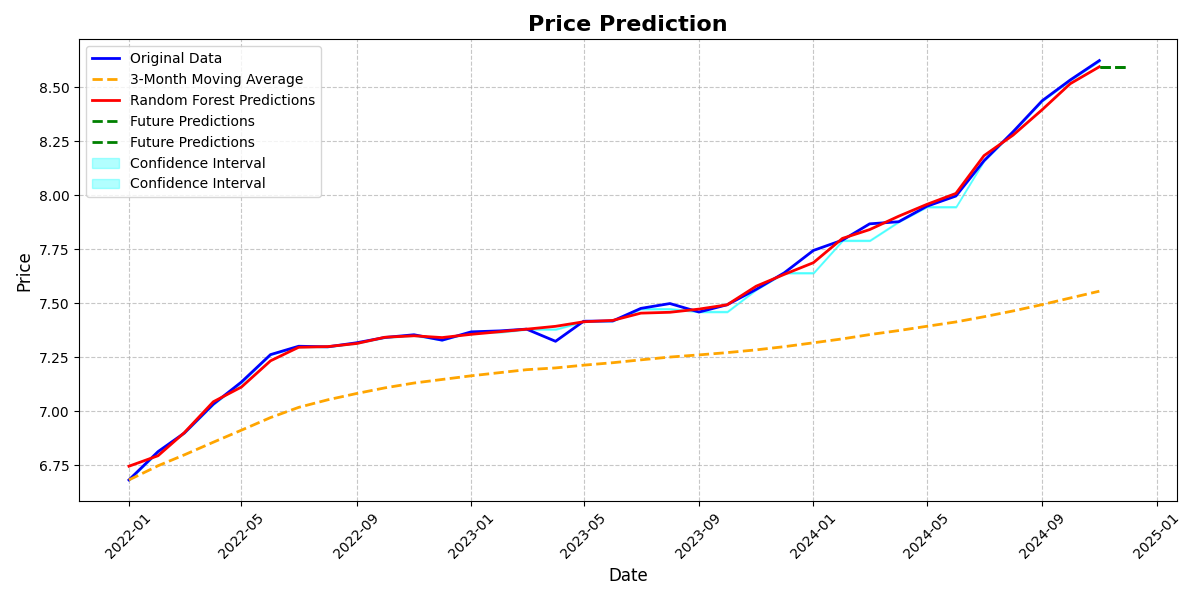 Price Prediction
Original Data
3-Month Moving Average
Random Forest Predictions
Future Predictions
Future Predictions
Confidence Interval
Confidence Interval
Price
8.50
8.25
8.00
7.75
7.50
7.25
7.00
6.75
2022-01
2022-05
2022-09
2023-01
2023-05
2023-09
2024-01
2024-05
2024-09
2025-01
Date